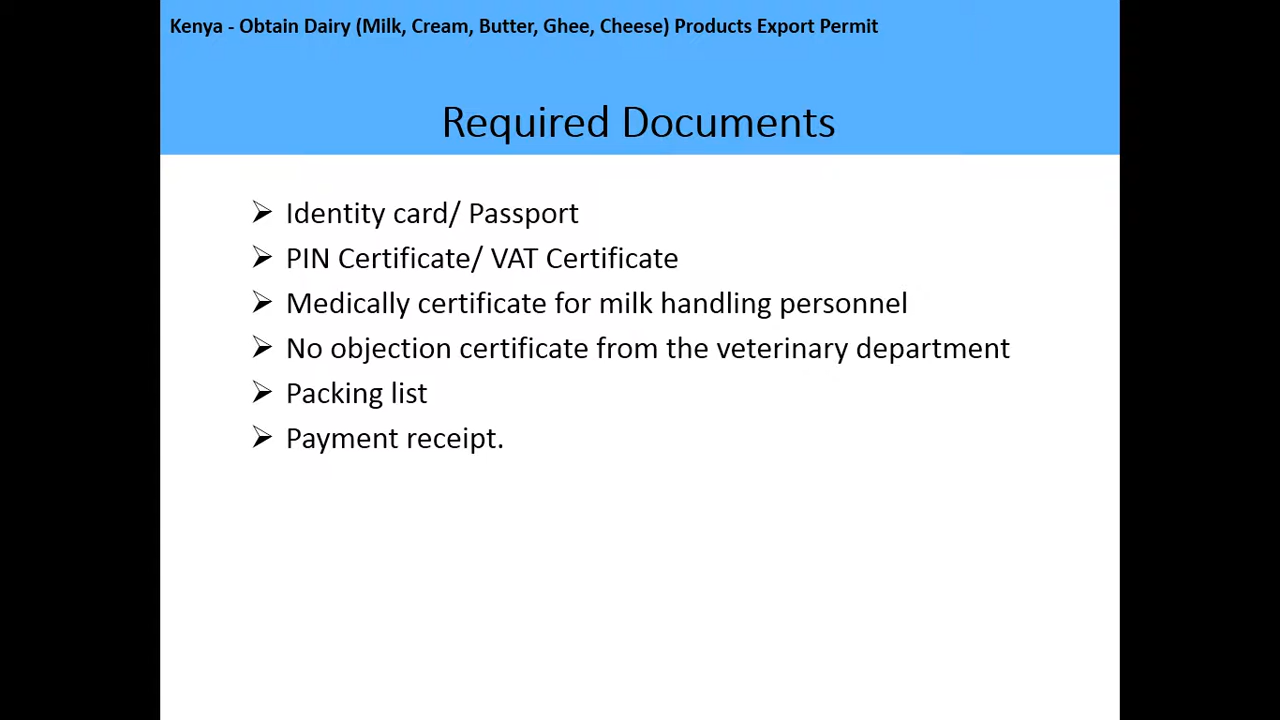 Kenya - Obtain Dairy (Milk, Cream, Butter, Ghee, Cheese) Products Export Permit
Required Documents
➢ Identity card/ Passport
➢ PIN Certificate/ VAT Certificate
➢ Medically certificate for milk handling personnel
➢ No objection certificate from the veterinary department
➢ Packing list
➢ Payment receipt.